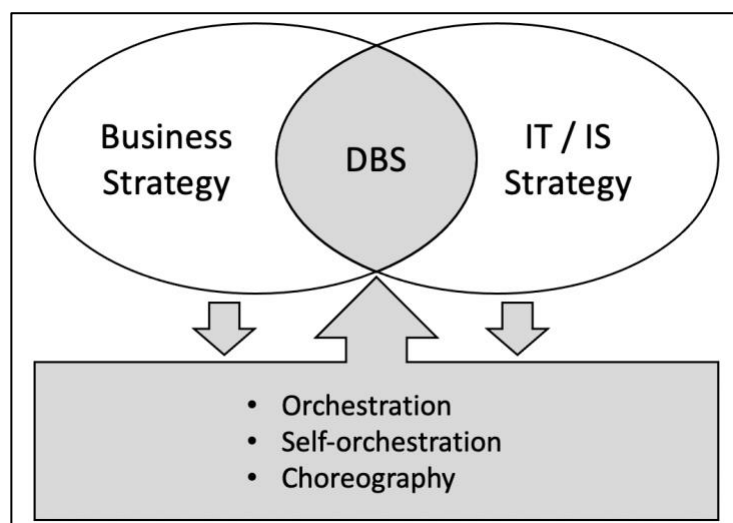 Business
Strategy
DBS
IT / IS
Strategy
• Orchestration
• Self-orchestration
• Choreography